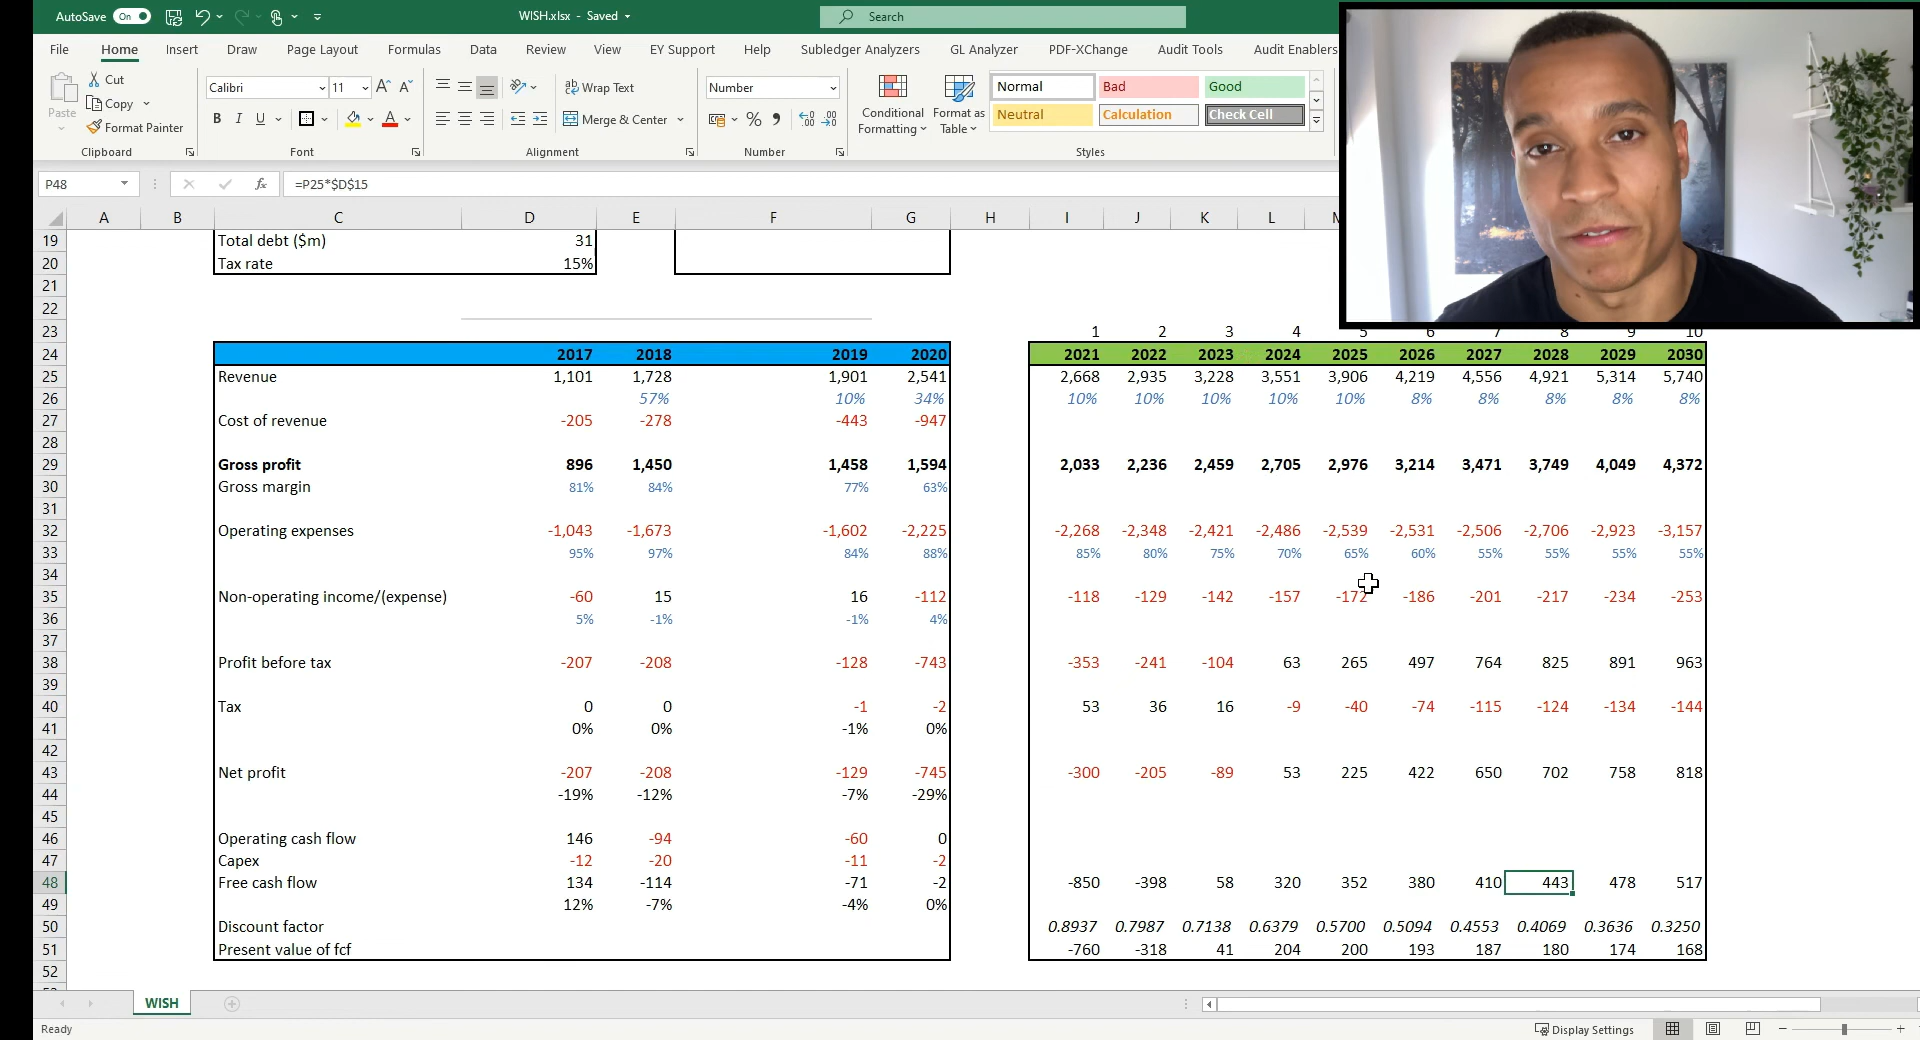 AutoSave On WISH.xlsx - Saved Search
File Home Insert Draw Page Layout Formulas Data Review View EY Support Help Subledger Analyzers GL Analyzer PDF-XChange Audit Tools Audit Enablers
Paste Cut Copy Format Painter Clipboard
Calibri 11 A A B I U A Font
Wrap Text Merge & Center Alignment
Number % , Number
Conditional Formatting Format as Table
Normal Bad Good
Neutral Calculation Check Cell
Styles
P48 fx =P25*$D$15
A B C D E F G H I J K L
19 Total debt ($m) 31
20 Tax rate 15%
21
22
23 1 2 3 4 5 6 7 8 9 10
24 2017 2018 2019 2020 2021 2022 2023 2024 2025 2026 2027 2028 2029 2030
25 Revenue 1,101 1,728 1,901 2,541 2,668 2,935 3,228 3,551 3,906 4,219 4,556 4,921 5,314 5,740
26 57% 10% 34% 10% 10% 10% 10% 10% 8% 8% 8% 8% 8%
27 Cost of revenue -205 -278 -443 -947
28
29 Gross profit 896 1,450 1,458 1,594 2,033 2,236 2,459 2,705 2,976 3,214 3,471 3,749 4,049 4,372
30 Gross margin 81% 84% 77% 63%
31
32 Operating expenses -1,043 -1,673 -1,602 -2,225 -2,268 -2,348 -2,421 -2,486 -2,539 -2,531 -2,506 -2,706 -2,923 -3,157
33 95% 97% 84% 88% 85% 80% 75% 70% 65% 60% 55% 55% 55% 55%
34
35 Non-operating income/(expense) -60 15 16 -112 -118 -129 -142 -157 -172 -186 -201 -217 -234 -253
36 5% -1% -1% 4%
37
38 Profit before tax -207 -208 -128 -743 -353 -241 -104 63 265 497 764 825 891 963
39
40 Tax 0 0 -1 -2 53 36 16 -9 -40 -74 -115 -124 -134 -144
41 0% 0% -1% 0%
42
43 Net profit -207 -208 -129 -745 -300 -205 -89 53 225 422 650 702 758 818
44 -19% -12% -7% -29%
45
46 Operating cash flow 146 -94 -60 0
47 Capex -12 -20 -11 -2
48 Free cash flow 134 -114 -71 -2 -850 -398 58 320 352 380 410 443 478 517
49 12% -7% -4% 0%
50 Discount factor 0.8937 0.7987 0.7138 0.6379 0.5700 0.5094 0.4553 0.4069 0.3636 0.3250
51 Present value of fcf -760 -318 41 204 200 193 187 180 174 168
52
WISH
Ready Display Settings